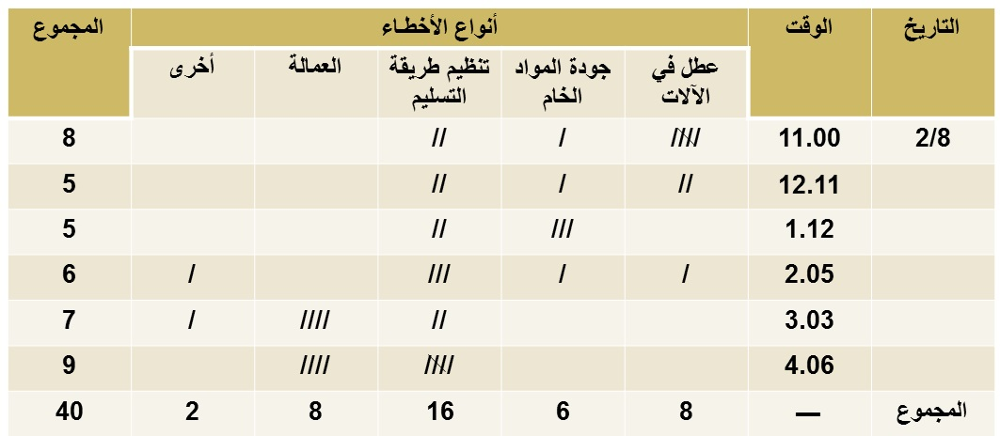 التاريخ الوقت أنواع الأخطاء المجموع
عطل في الآلات جودة المواد الخام تنظيم طريقة التسليم العمالة أخرى
2/8 11.00 //// / // 8
12.11 // / // 5
1.12 /// // 5
2.05 / / /// / 6
3.03 // //// / 7
4.06 //// //// 9
المجموع — 8 6 16 8 2 40